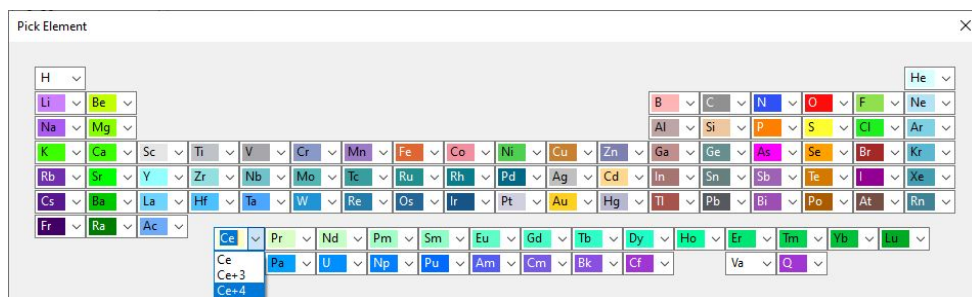 Pick Element
H He
Li Be B C N O F Ne
Na Mg Al Si P S Cl Ar
K Ca Sc Ti V Cr Mn Fe Co Ni Cu Zn Ga Ge As Se Br Kr
Rb Sr Y Zr Nb Mo Tc Ru Rh Pd Ag Cd In Sn Sb Te I Xe
Cs Ba La Hf Ta W Re Os Ir Pt Au Hg Tl Pb Bi Po At Rn
Fr Ra Ac
Ce Pr Nd Pm Sm Eu Gd Tb Dy Ho Er Tm Yb Lu
Ce Pa U Np Pu Am Cm Bk Cf Va Q
Ce+3
Ce+4